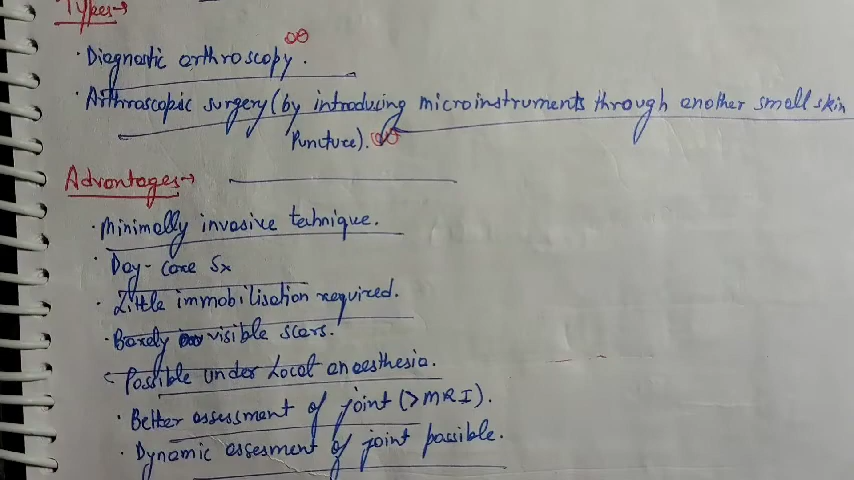 Types→
· Diagnostic arthroscopy.
· Arthroscopic surgery (by introducing microinstruments through another small skin
Puncture).
Advantages→
· Minimally invasive technique.
· Day-care Sx
· Little immobilisation required.
· Barely visible scars.
· Possible under Local anaesthesia.
· Better assessment of joint (>MRI).
· Dynamic assesment of joint possible.